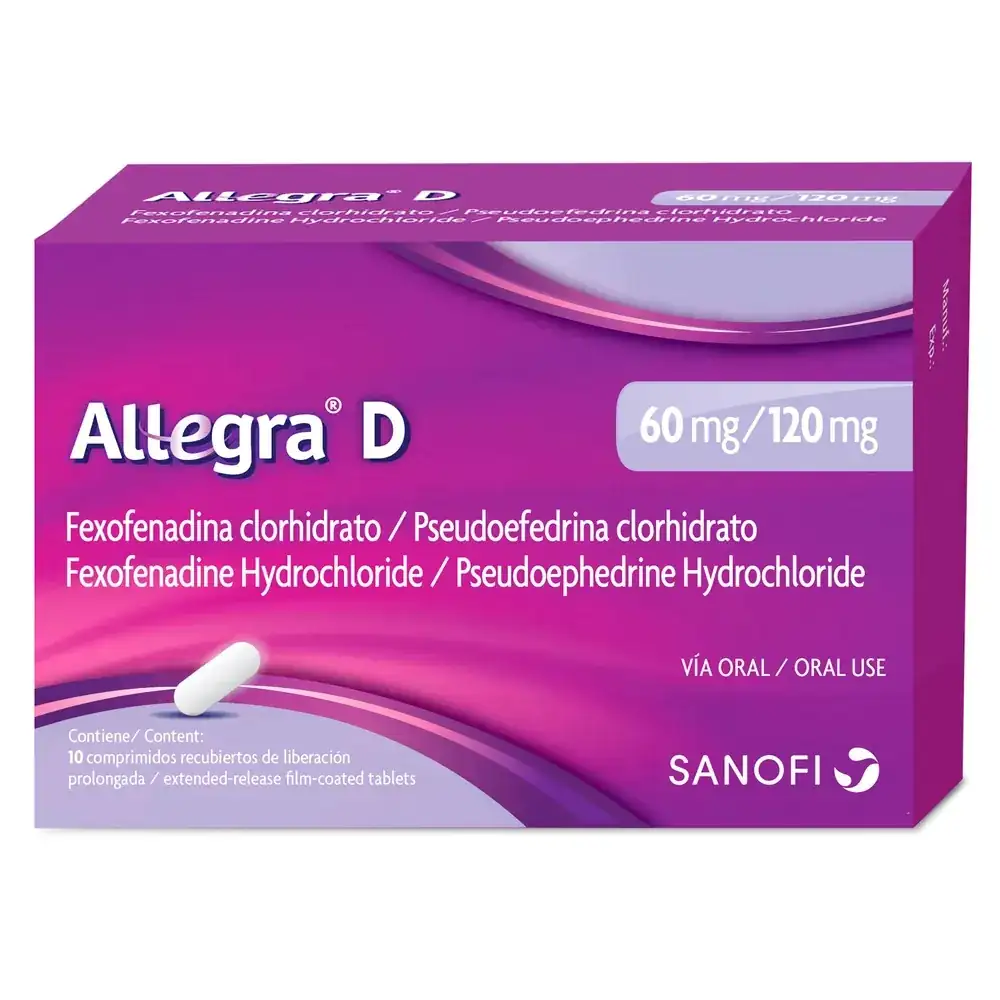 Allegra® D 60 mg/120 mg
Fexofenadina clorhidrato / Pseudoefedrina clorhidrato
Fexofenadine Hydrochloride / Pseudoephedrine Hydrochloride
Manuf.:
Exp.:
Allegra® D
60 mg/120 mg
Fexofenadina clorhidrato / Pseudoefedrina clorhidrato
Fexofenadine Hydrochloride / Pseudoephedrine Hydrochloride
VÍA ORAL / ORAL USE
Contiene/ Content:
10 comprimidos recubiertos de liberación
prolongada / extended-release film-coated tablets
SANOFI